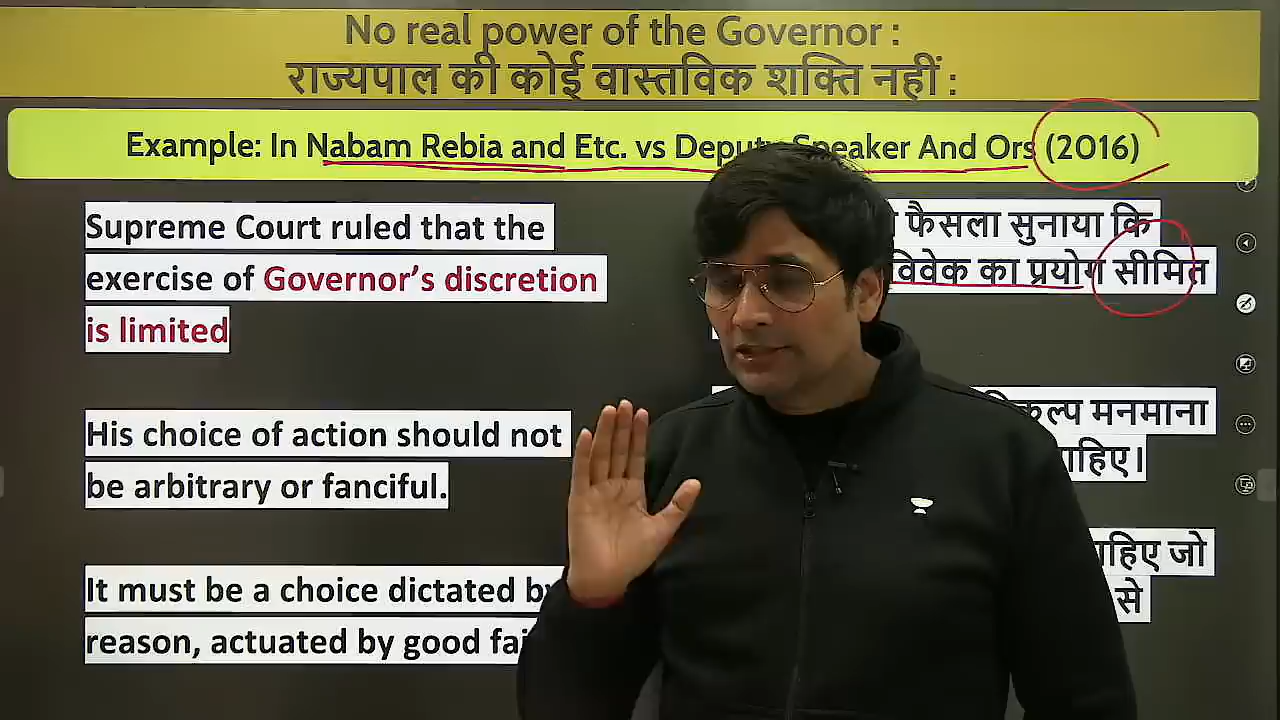 No real power of the Governor :
राज्यपाल की कोई वास्तविक शक्ति नहीं :
Example: In Nabam Rebia and Etc. vs Deputy Speaker And Ors (2016)
Supreme Court ruled that the
exercise of Governor's discretion
is limited
फैसला सुनाया कि
विवेक का प्रयोग सीमित
His choice of action should not
be arbitrary or fanciful.
मनमाना
It must be a choice dictated by
reason, actuated by good
जो
से